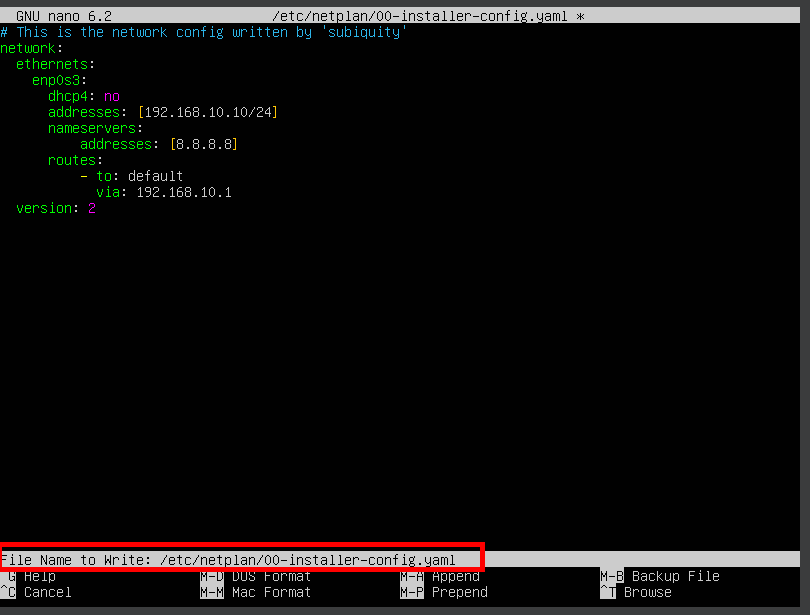 GNU nano 6.2 /etc/netplan/00-installer-config.yaml *
# This is the network config written by 'subiquity'
network:
  ethernets:
    enp0s3:
      dhcp4: no
      addresses: [192.168.10.10/24]
      nameservers:
          addresses: [8.8.8.8]
      routes:
          - to: default
            via: 192.168.10.1
  version: 2
File Name to Write: /etc/netplan/00-installer-config.yaml
^G Help M-D DOS Format M-A Append M-B Backup File
^C Cancel M-M Mac Format M-P Prepend ^T Browse